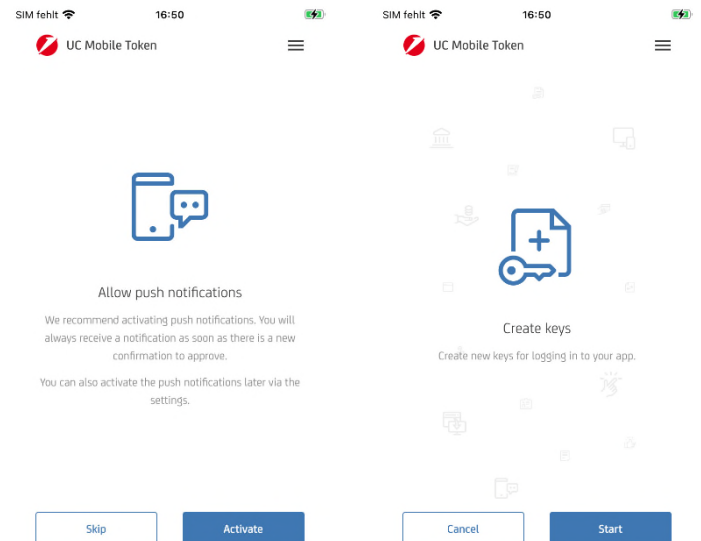 SIM fehlt 16:50
UC Mobile Token
Allow push notifications
We recommend activating push notifications. You will
always receive a notification as soon as there is a new
confirmation to approve.
You can also activate the push notifications later via the
settings.
Skip Activate
SIM fehlt 16:50
UC Mobile Token
Create keys
Create new keys for logging in to your app.
Cancel Start